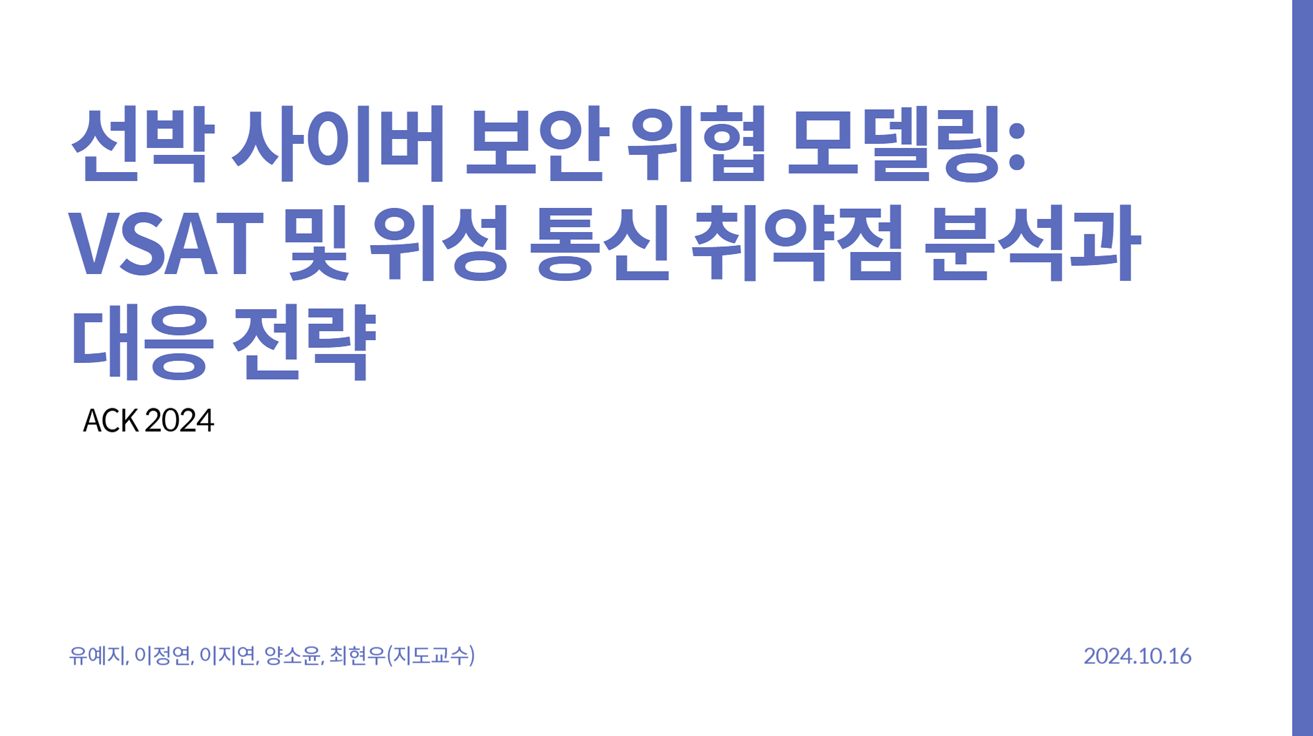 선박 사이버 보안 위협 모델링:
VSAT 및 위성 통신 취약점 분석과
대응 전략
ACK 2024
유예지, 이정연, 이지연, 양소윤, 최현우(지도교수)
2024.10.16